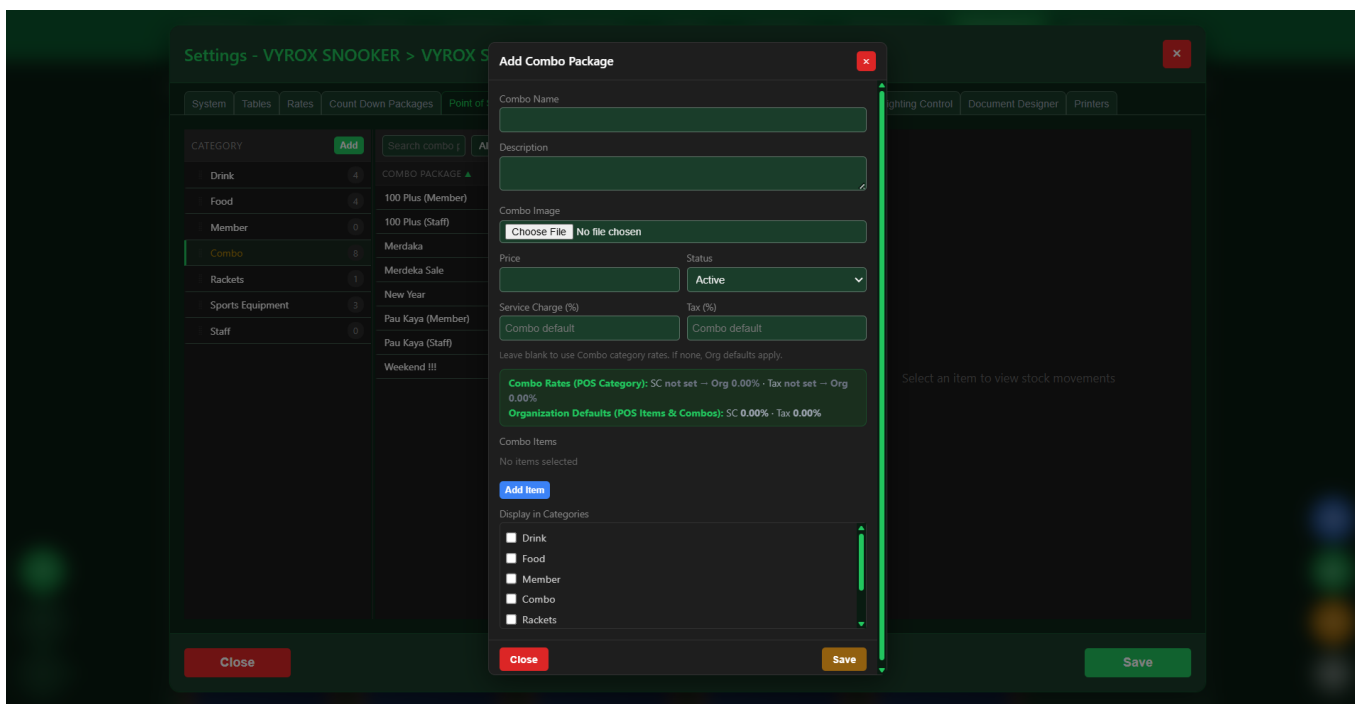 Settings - VYROX SNOOKER > VYROX S
×
System Tables Rates Count Down Packages Point of
ghting Control Document Designer Printers
CATEGORY Add
Drink 4
Food 4
Member 0
Combo 8
Rackets 1
Sports Equipment 3
Staff 0
Search combo p
Al
COMBO PACKAGE ▲
100 Plus (Member)
100 Plus (Staff)
Merdaka
Merdeka Sale
New Year
Pau Kaya (Member)
Pau Kaya (Staff)
Weekend !!!
Add Combo Package ×
Combo Name
Description
Combo Image
Choose File No file chosen
Price Status
Active
Service Charge (%) Tax (%)
Combo default Combo default
Leave blank to use Combo category rates. If none, Org defaults apply.
Combo Rates (POS Category): SC not set → Org 0.00% · Tax not set → Org
0.00%
Organization Defaults (POS Items & Combos): SC 0.00% · Tax 0.00%
Combo Items
No items selected
Add Item
Display in Categories
Drink
Food
Member
Combo
Rackets
Close Save
Select an item to view stock movements
Close Save